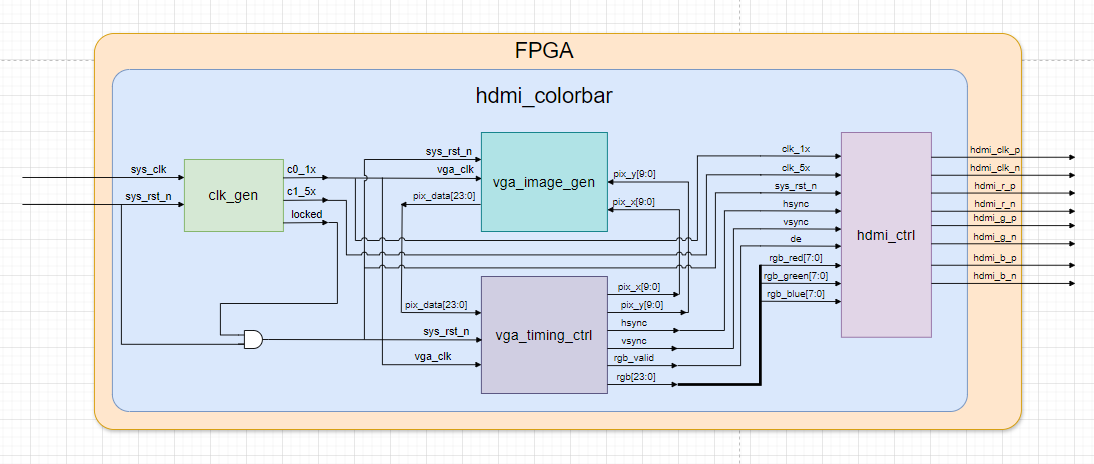 FPGA
hdmi_colorbar
sys_clk
sys_rst_n
clk_gen
c0_1x
c1_5x
locked
sys_rst_n
vga_clk
pix_data[23:0]
vga_image_gen
pix_y[9:0]
pix_x[9:0]
pix_data[23:0]
sys_rst_n
vga_clk
vga_timing_ctrl
pix_x[9:0]
pix_y[9:0]
hsync
vsync
rgb_valid
rgb[23:0]
clk_1x
clk_5x
sys_rst_n
hsync
vsync
de
rgb_red[7:0]
rgb_green[7:0]
rgb_blue[7:0]
hdmi_ctrl
hdmi_clk_p
hdmi_clk_n
hdmi_r_p
hdmi_r_n
hdmi_g_p
hdmi_g_n
hdmi_b_p
hdmi_b_n